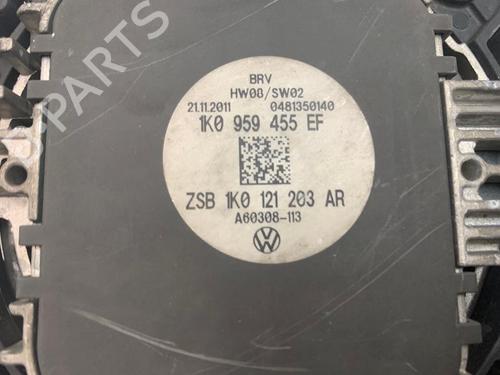 BRV
HW08/SW02
21.11.2011 0481350140
1K0 959 455 EF
ZSB 1K0 121 203 AR
A60308-113
B-PARTS